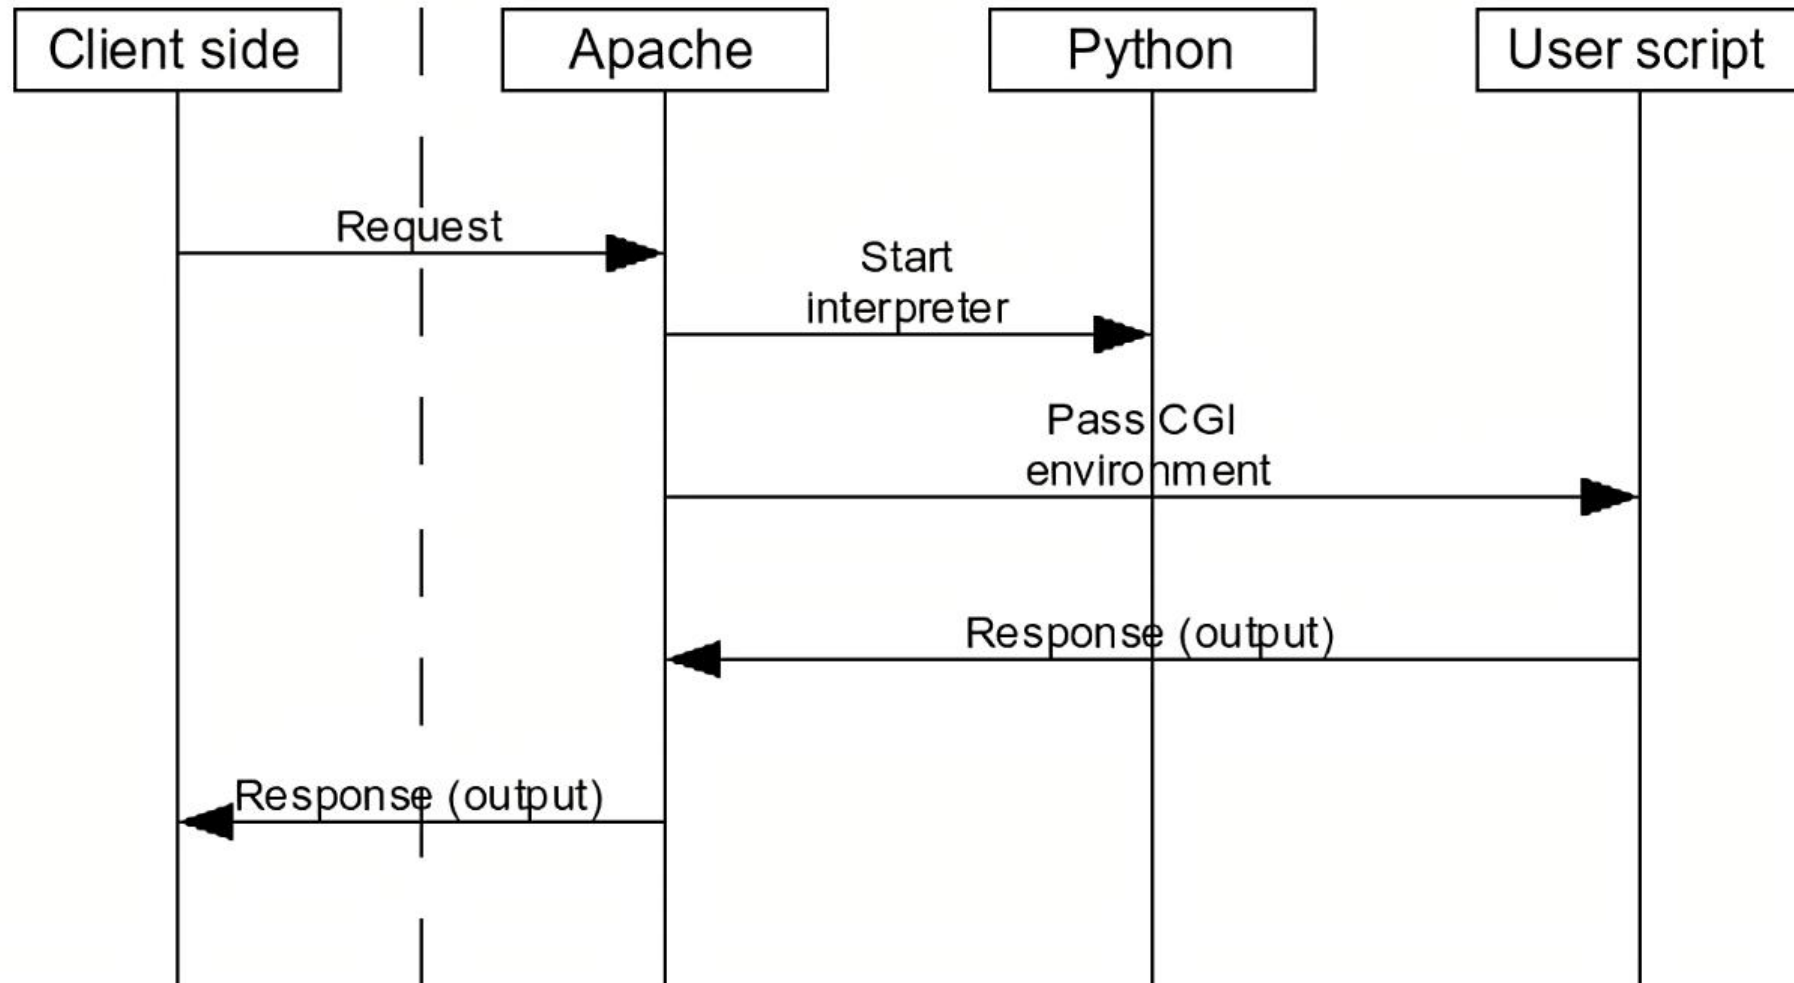 Client side
Apache
Python
User script
Request
Start
interpreter
Pass CGI
environment
Response (output)
Response (output)